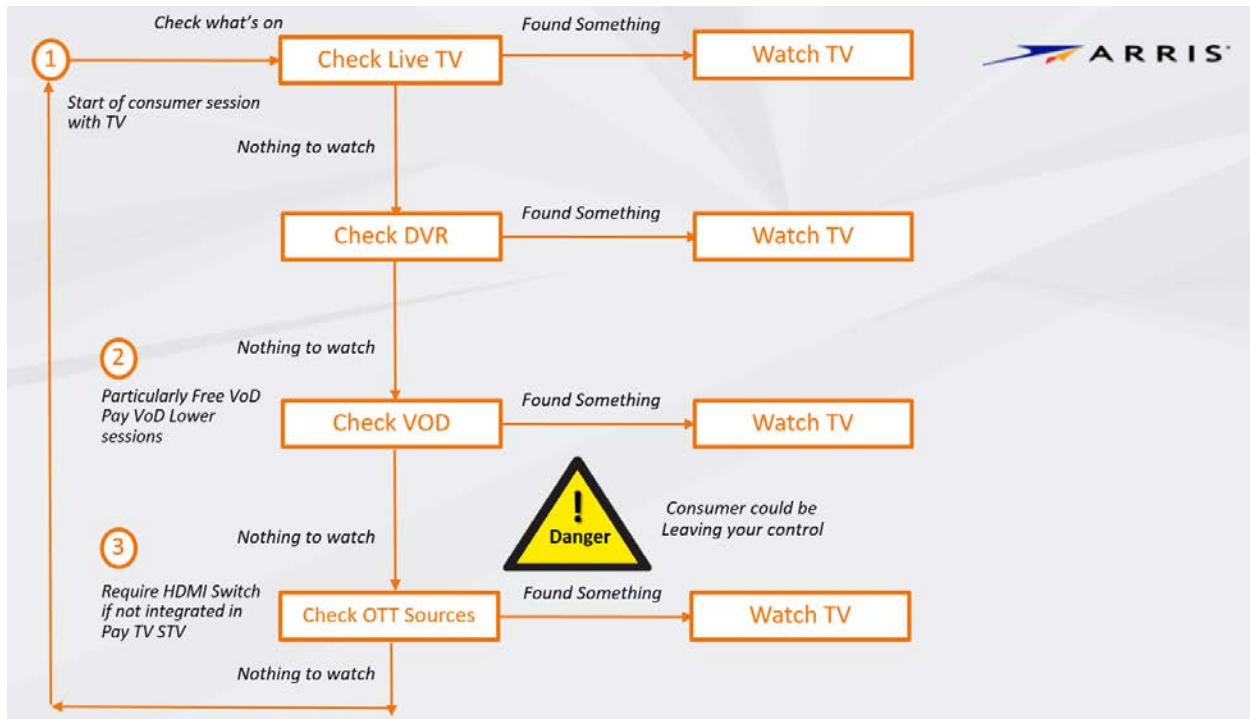 Check what's on
Found Something
1
Check Live TV
Watch TV
ARRIS
Start of consumer session
with TV
Nothing to watch
Found Something
Check DVR
Watch TV
Nothing to watch
2
Particularly Free VoD
Pay VoD Lower
sessions
Found Something
Check VOD
Watch TV
!
Danger
Consumer could be
Leaving your control
Nothing to watch
3
Require HDMI Switch
if not integrated in
Pay TV STV
Found Something
Check OTT Sources
Watch TV
Nothing to watch